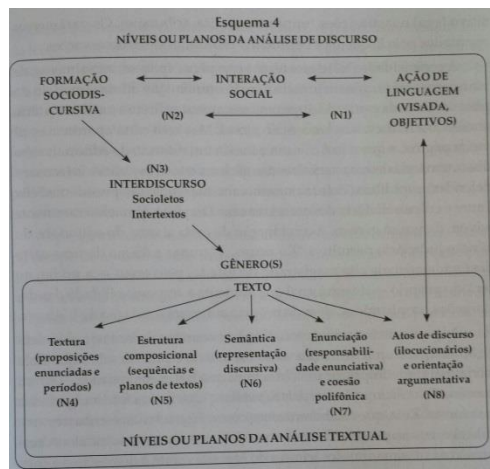 Esquema 4
NÍVEIS OU PLANOS DA ANÁLISE DE DISCURSO
FORMAÇÃO
SOCIODIS-
CURSIVA
INTERAÇÃO
SOCIAL
AÇÃO DE
LINGUAGEM
(VISADA,
OBJETIVOS)
(N2)
(N1)
(N3)
INTERDISCURSO
Socioletos
Intertextos
GÊNERO(S)
TEXTO
Textura
(proposições
enunciadas e
períodos)
(N4)
Estrutura
composicional
(sequências e
planos de textos)
(N5)
Semântica
(representação
discursiva)
(N6)
Enunciação
(responsabili-
dade enunciativa)
e coesão
polifônica
(N7)
Atos de discurso
(ilocucionários)
e orientação
argumentativa
(N8)
NÍVEIS OU PLANOS DA ANÁLISE TEXTUAL